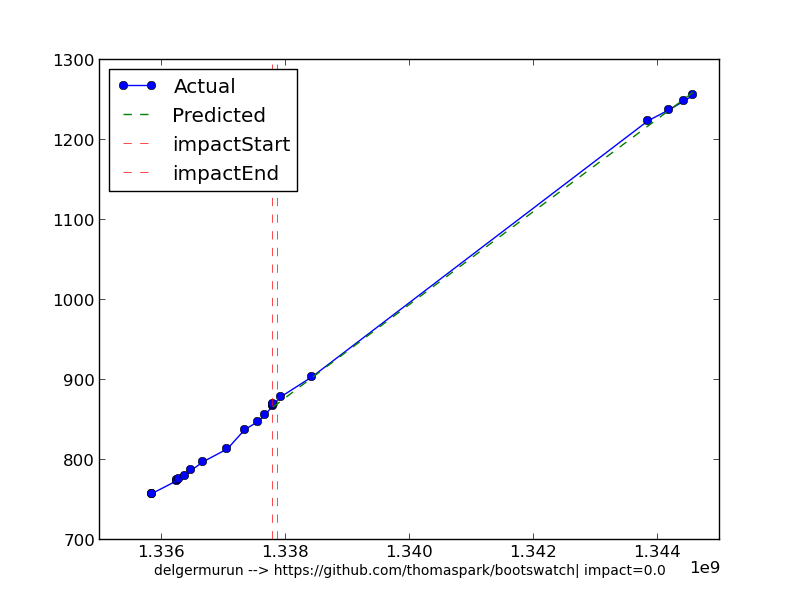 1300
1200
1100
1000
900
800
700
Actual
Predicted
impactStart
impactEnd
1.336 1.338 1.340 1.342 1.344
1e9
delgermurun --> https://github.com/thomaspark/bootswatch| impact=0.0